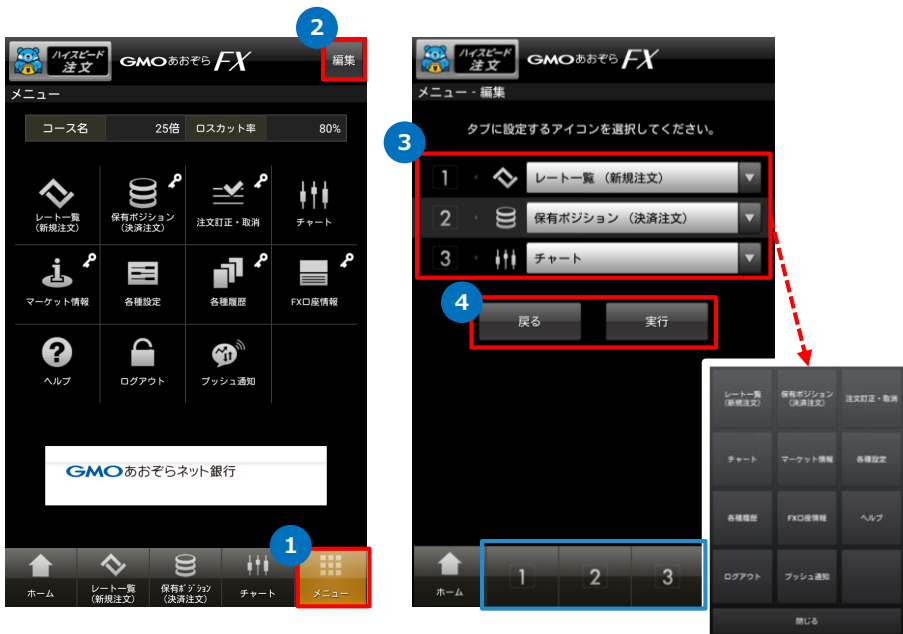 2
ハイスピード
注文
GMOあおぞらFX
編集
メニュー
コース名 25倍 ロスカット率 80%
レート一覧
(新規注文)
保有ポジション
(決済注文)
注文訂正・取消
チャート
マーケット情報
各種設定
各種履歴
FX口座情報
ヘルプ
ログアウト
プッシュ通知
GMOあおぞらネット銀行
1
ホーム
レート一覧
(新規注文)
保有ポジション
(決済注文)
チャート
メニュー
ハイスピード
注文
GMOあおぞらFX
メニュー - 編集
タブに設定するアイコンを選択してください。
3
1 レート一覧 (新規注文)
2 保有ポジション (決済注文)
3 チャート
4
戻る 実行
ホーム
1 2 3
レート一覧
(新規注文)
保有ポジション
(決済注文)
注文訂正・取消
チャート
マーケット情報
各種設定
各種履歴
FX口座情報
ヘルプ
ログアウト
プッシュ通知
閉じる